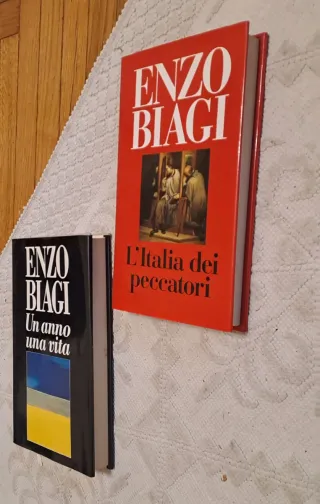 ENZO
BIAGI
L'Italia dei
peccatori
ENZO
BIAGI
Un anno
una vita